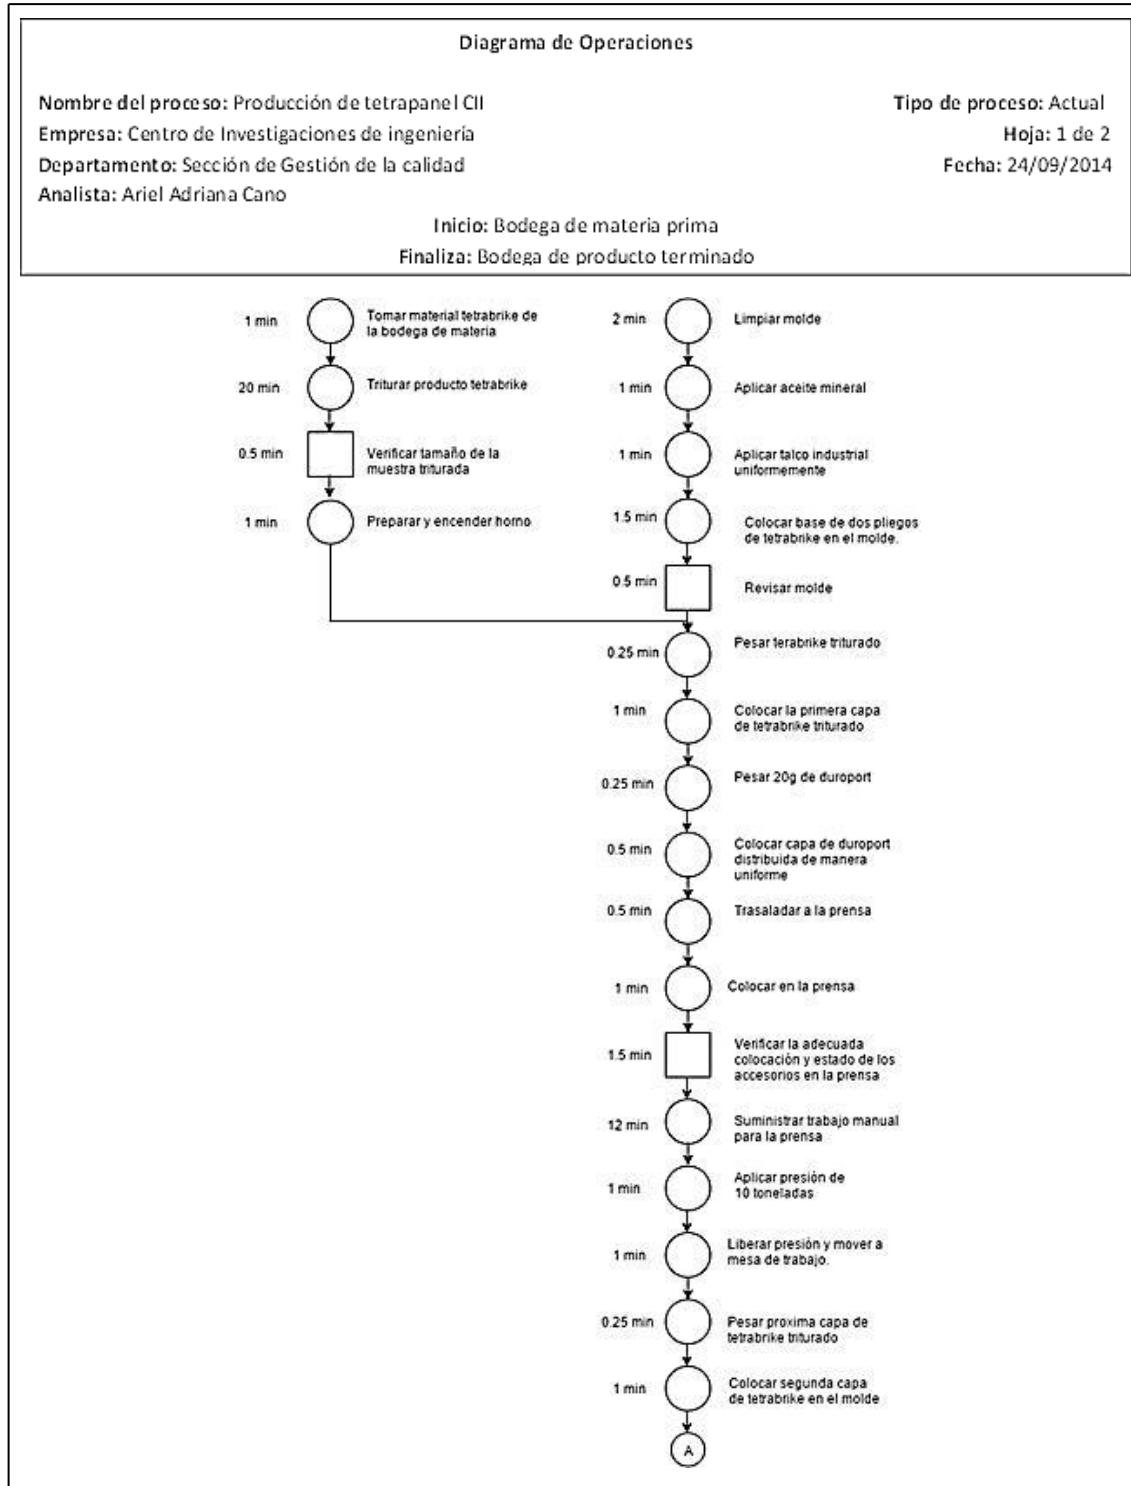 Diagrama de Operaciones
Nombre del proceso: Producción de tetrapanel CII
Tipo de proceso: Actual
Empresa: Centro de Investigaciones de ingeniería
Hoja: 1 de 2
Departamento: Sección de Gestión de la calidad
Fecha: 24/09/2014
Analista: Ariel Adriana Cano
Inicio: Bodega de materia prima
Finaliza: Bodega de producto terminado
1 min
Tomar material tetrabrike de
la bodega de materia
20 min
Triturar producto tetrabrike
0.5 min
Verificar tamaño de la
muestra triturada
1 min
Preparar y encender horno
2 min
Limpiar molde
1 min
Aplicar aceite mineral
1 min
Aplicar talco industrial
uniformemente
1.5 min
Colocar base de dos pliegos
de tetrabrike en el molde.
0.5 min
Revisar molde
0.25 min
Pesar terabrike triturado
1 min
Colocar la primera capa
de tetrabrike triturado
0.25 min
Pesar 20g de duroport
0.5 min
Colocar capa de duroport
distribuida de manera
uniforme
0.5 min
Trasaladar a la prensa
1 min
Colocar en la prensa
1.5 min
Verificar la adecuada
colocación y estado de los
accesorios en la prensa
12 min
Suministrar trabajo manual
para la prensa
1 min
Aplicar presión de
10 toneladas
1 min
Liberar presión y mover a
mesa de trabajo.
0.25 min
Pesar proxima capa de
tetrabrike triturado
1 min
Colocar segunda capa
de tetrabrike en el molde
A